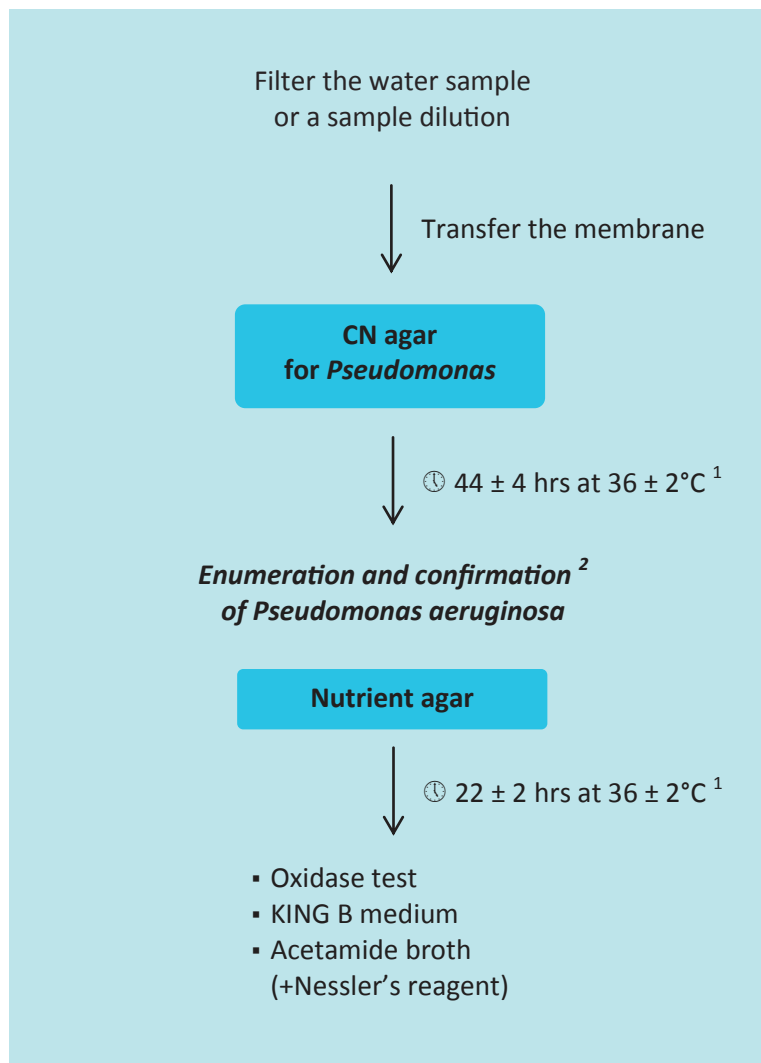 Filter the water sample
or a sample dilution
Transfer the membrane
CN agar
for Pseudomonas
44 ± 4 hrs at 36 ± 2°C ¹
Enumeration and confirmation ²
of Pseudomonas aeruginosa
Nutrient agar
22 ± 2 hrs at 36 ± 2°C ¹
▪ Oxidase test
▪ KING B medium
▪ Acetamide broth
(+Nessler’s reagent)